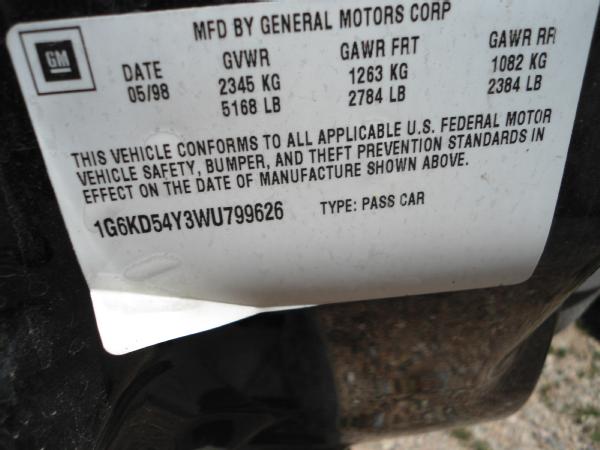 MFD BY GENERAL MOTORS CORP
GM
DATE GVWR GAWR FRT GAWR RR
05/98 2345 KG 1263 KG 1082 KG
5168 LB 2784 LB 2384 LB
THIS VEHICLE CONFORMS TO ALL APPLICABLE U.S. FEDERAL MOTOR
VEHICLE SAFETY, BUMPER, AND THEFT PREVENTION STANDARDS IN
EFFECT ON THE DATE OF MANUFACTURE SHOWN ABOVE.
1G6KD54Y3WU799626 TYPE: PASS CAR